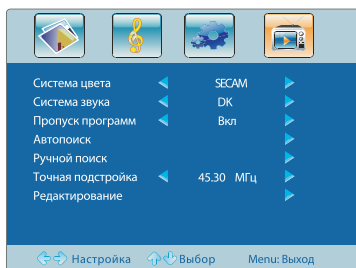 Система цвета SECAM
Система звука DK
Пропуск программ Вкл
Автопоиск
Ручной поиск
Точная подстройка 45.30 МГц
Редактирование
Настройка Выбор Menu: Выход